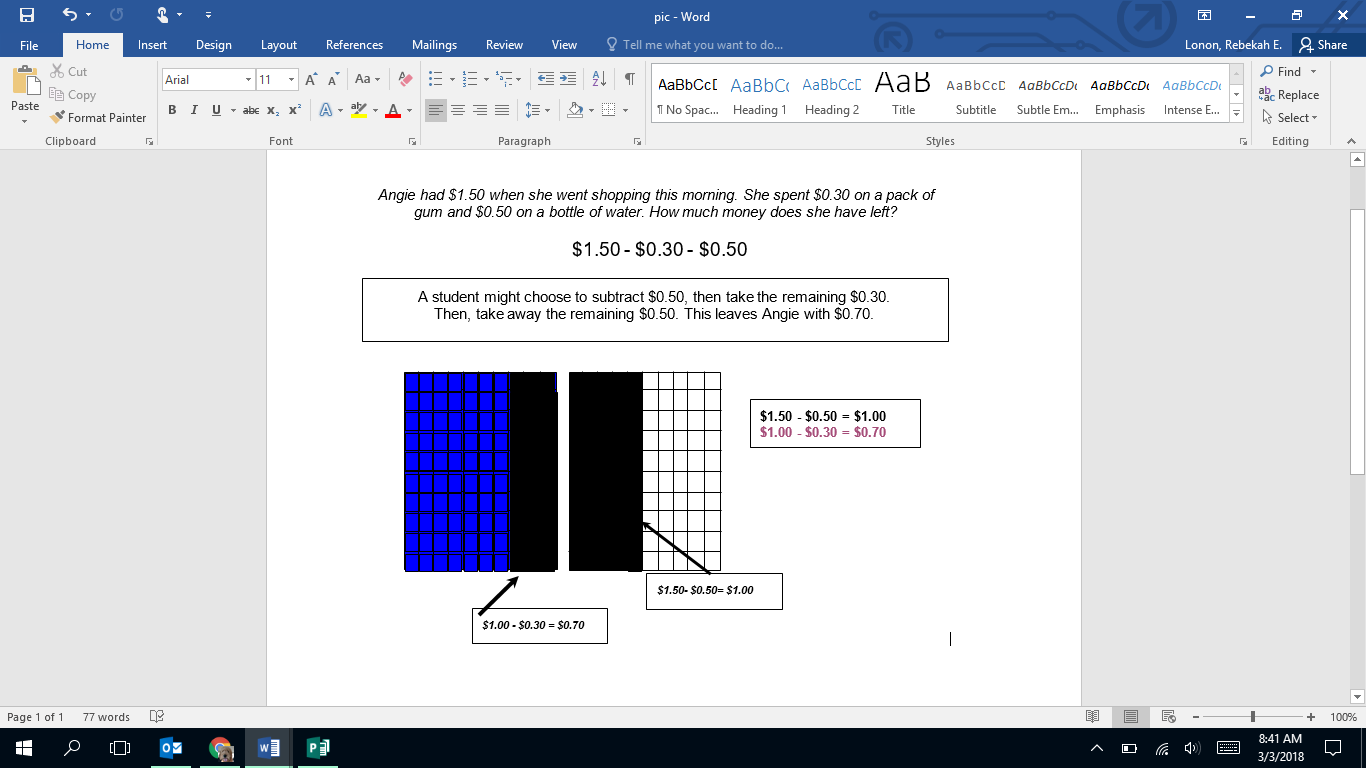 pic - Word
File Home Insert Design Layout References Mailings Review View Tell me what you want to do... Lonon, Rebekah E. Share
Paste
Cut
Copy
Format Painter
Clipboard
Arial 11
Font
Paragraph
AaBbCcI AaBbC( AaBbCcE AaB AaBbCcD AaBbCcDc AaBbCcDc AaBbCcDc
¶ No Spac... Heading 1 Heading 2 Title Subtitle Subtle Em... Emphasis Intense E...
Styles
Find
Replace
Select
Editing
Angie had $1.50 when she went shopping this morning. She spent $0.30 on a pack of
gum and $0.50 on a bottle of water. How much money does she have left?
$1.50 - $0.30 - $0.50
A student might choose to subtract $0.50, then take the remaining $0.30.
Then, take away the remaining $0.50. This leaves Angie with $0.70.
$1.50 - $0.50 = $1.00
$1.00 - $0.30 = $0.70
$1.50- $0.50= $1.00
$1.00 - $0.30 = $0.70
Page 1 of 1 77 words 100%
8:41 AM
3/3/2018